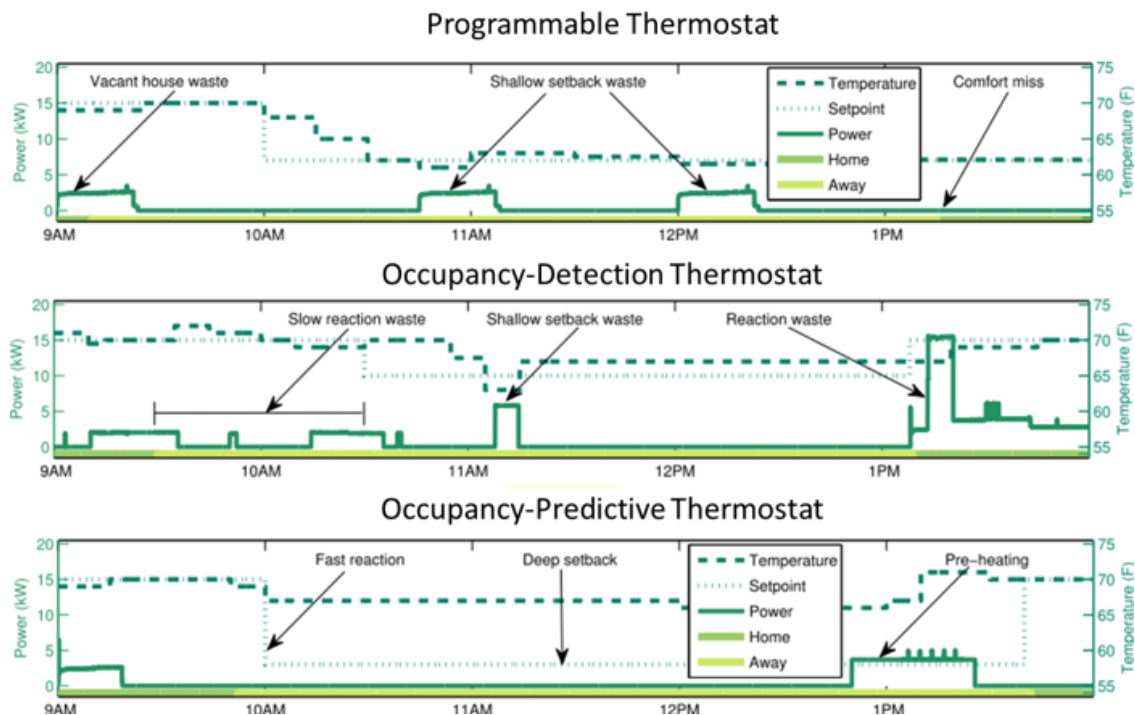 Programmable Thermostat
20
15
10
5
0
Power (kW)
Vacant house waste
Shallow setback waste
Comfort miss
Temperature
Setpoint
Power
Home
Away
75
70
65
60
55
Temperature (F)
9AM
10AM
11AM
12PM
1PM
Occupancy-Detection Thermostat
20
15
10
5
0
Power (kW)
Slow reaction waste
Shallow setback waste
Reaction waste
75
70
65
60
55
Temperature (F)
9AM
10AM
11AM
12PM
1PM
Occupancy-Predictive Thermostat
20
15
10
5
0
Power (kW)
Fast reaction
Deep setback
Pre-heating
Temperature
Setpoint
Power
Home
Away
75
70
65
60
55
Temperature (F)
9AM
10AM
11AM
12PM
1PM